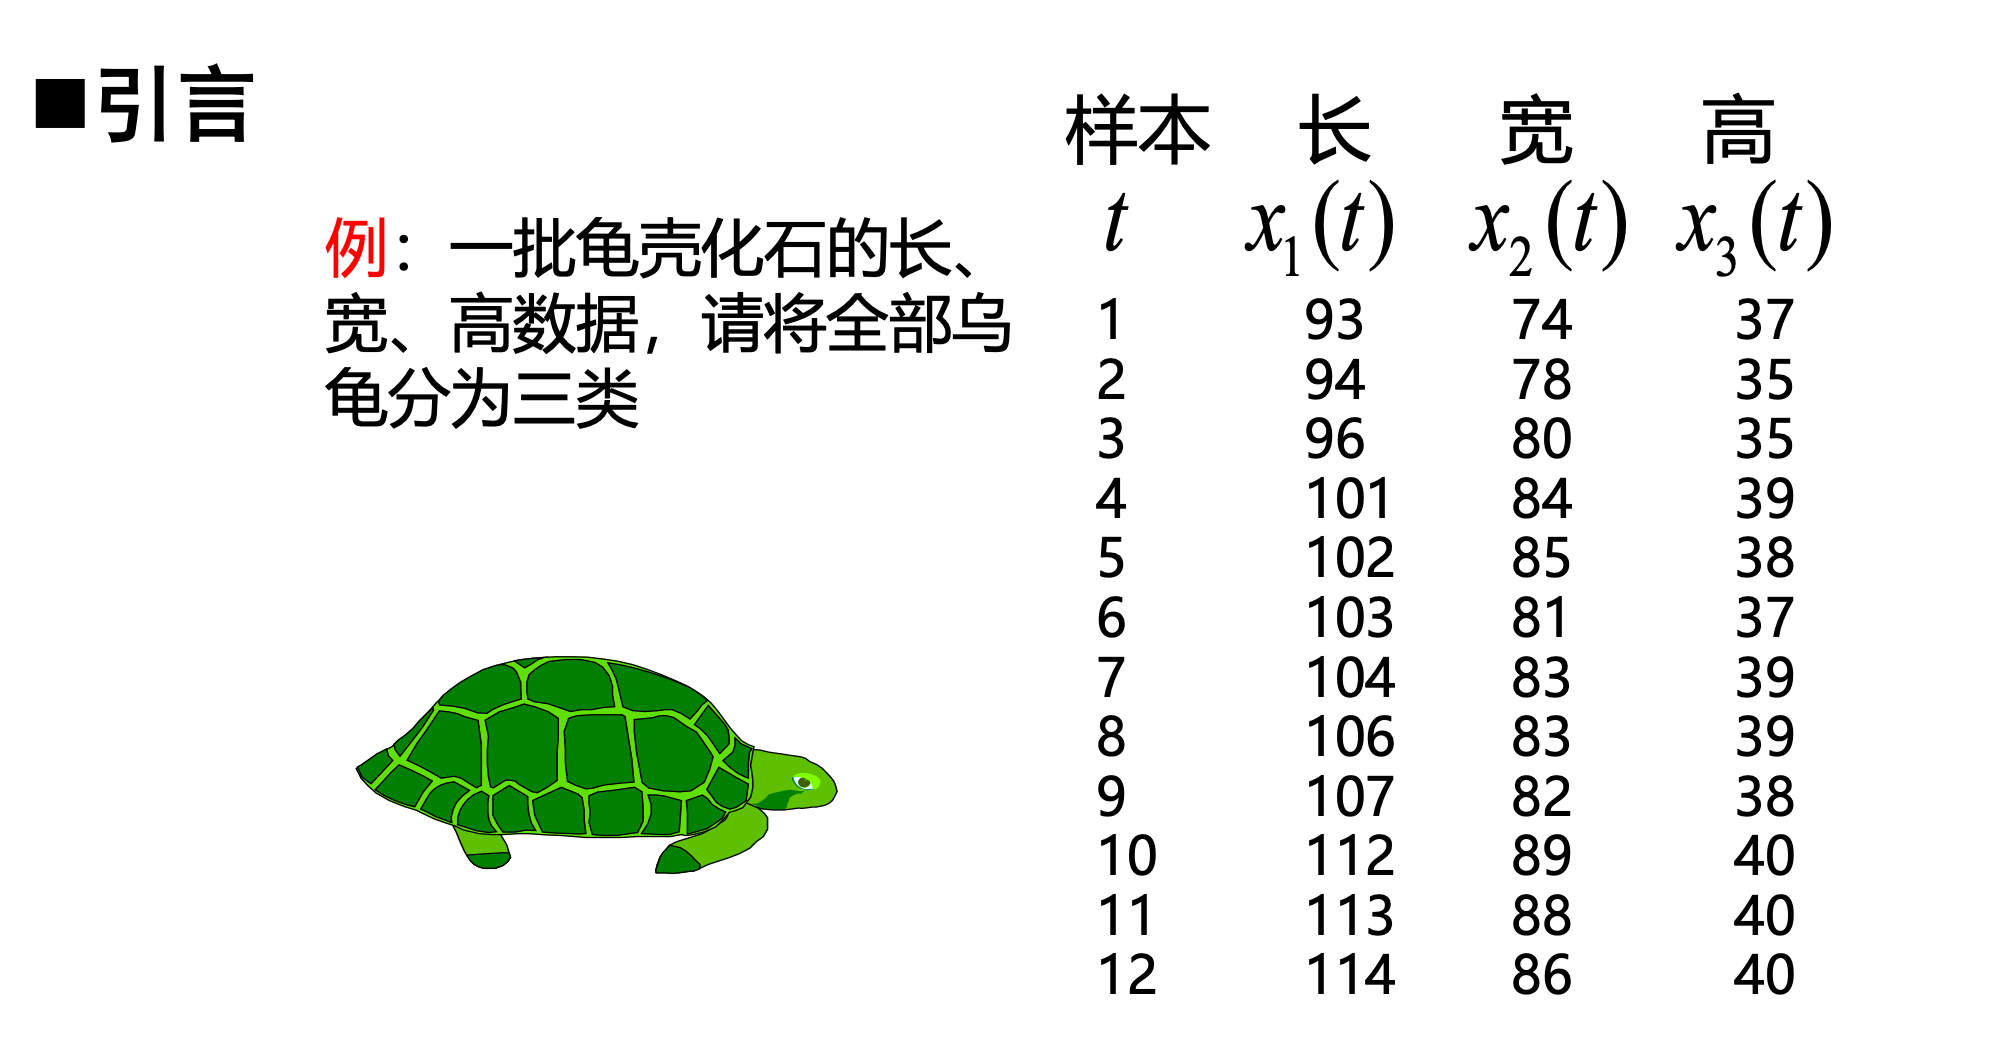 ■引言
例：一批龟壳化石的长、
宽、高数据，请将全部乌
龟分为三类
样本 长 宽 高
t x₁(t) x₂(t) x₃(t)
1 93 74 37
2 94 78 35
3 96 80 35
4 101 84 39
5 102 85 38
6 103 81 37
7 104 83 39
8 106 83 39
9 107 82 38
10 112 89 40
11 113 88 40
12 114 86 40